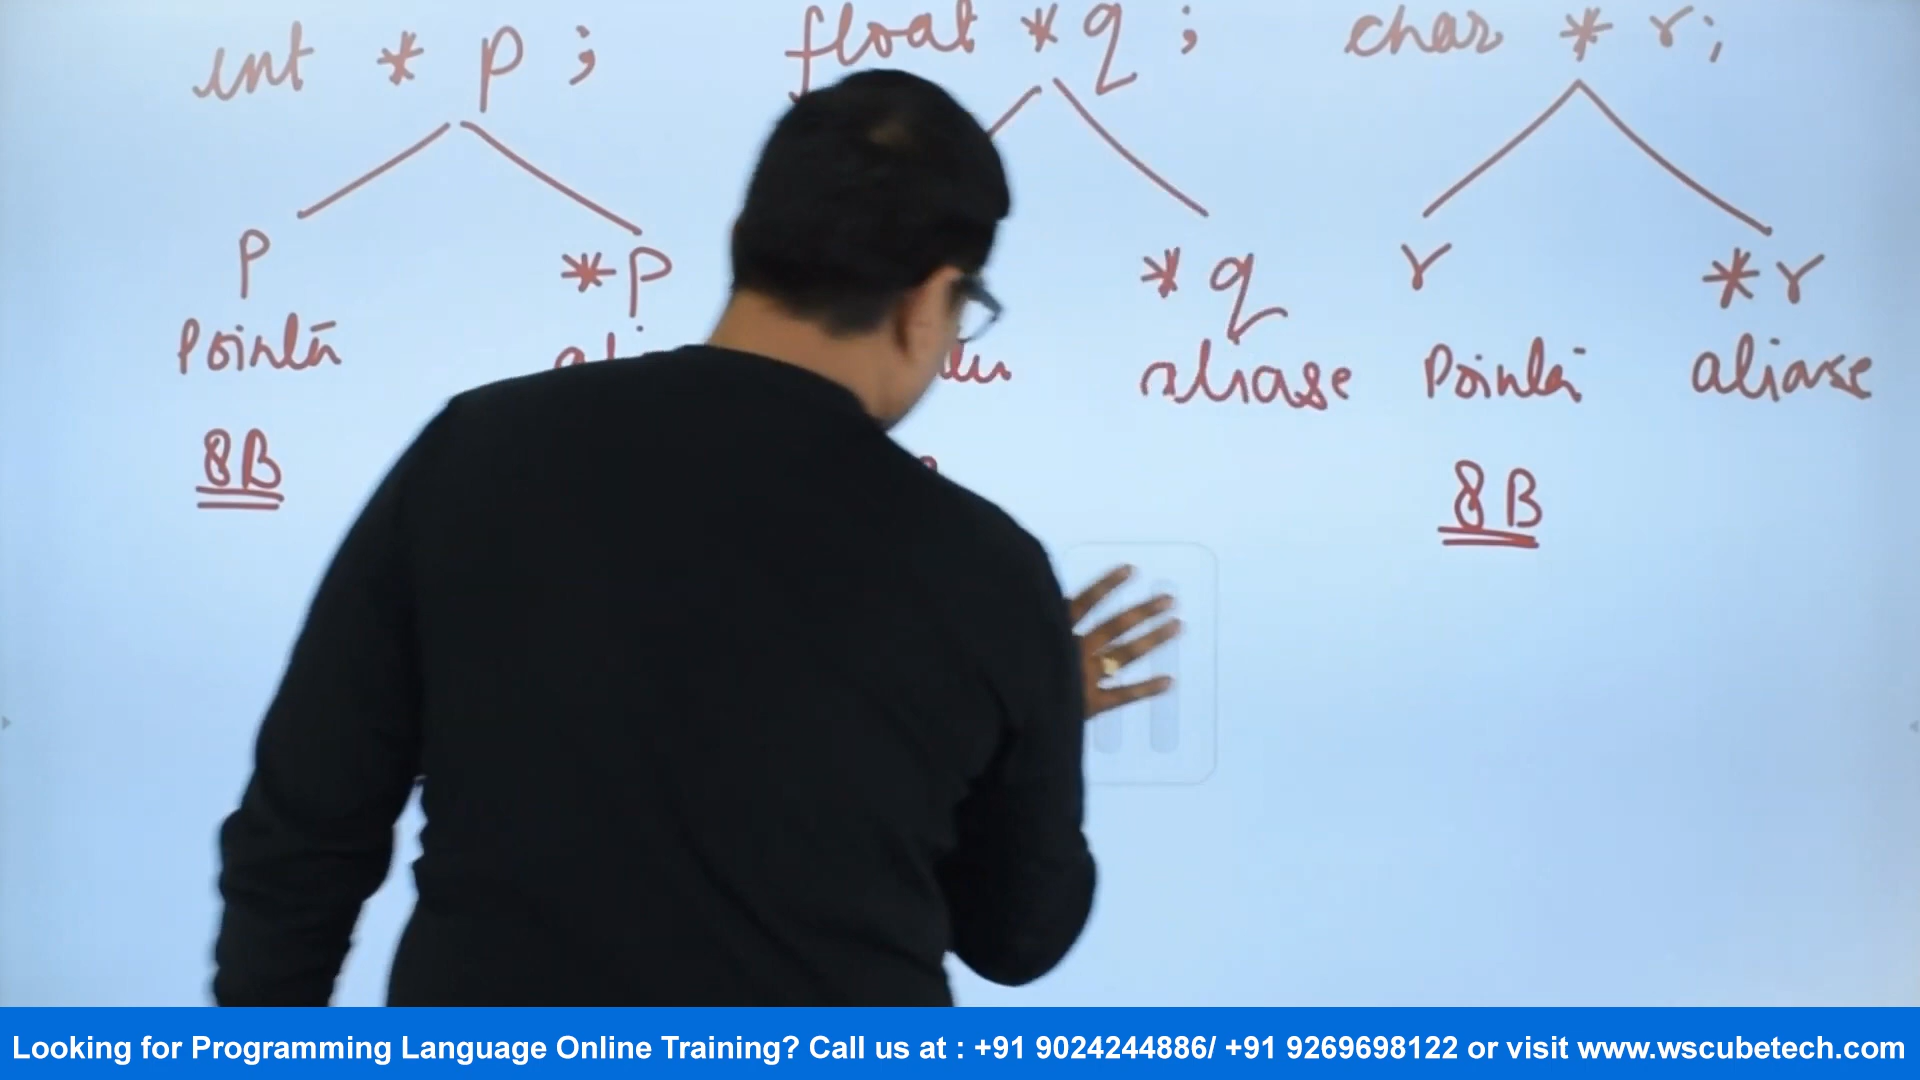 int * p ; float * q ; char * r;
p *p *q r *r
Pointer aliase Pointer aliase
8B 8B
Looking for Programming Language Online Training? Call us at : +91 9024244886/ +91 9269698122 or visit www.wscubetech.com